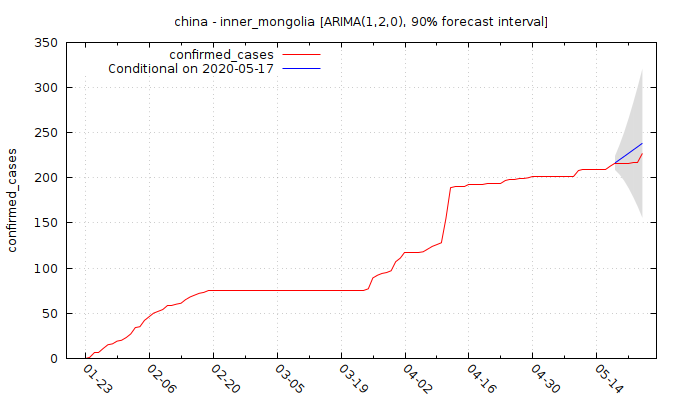 china - inner_mongolia [ARIMA(1,2,0), 90% forecast interval]
confirmed_cases
Conditional on 2020-05-17
confirmed_cases
350
300
250
200
150
100
50
0
01-23 02-06 02-20 03-05 03-19 04-02 04-16 04-30 05-14